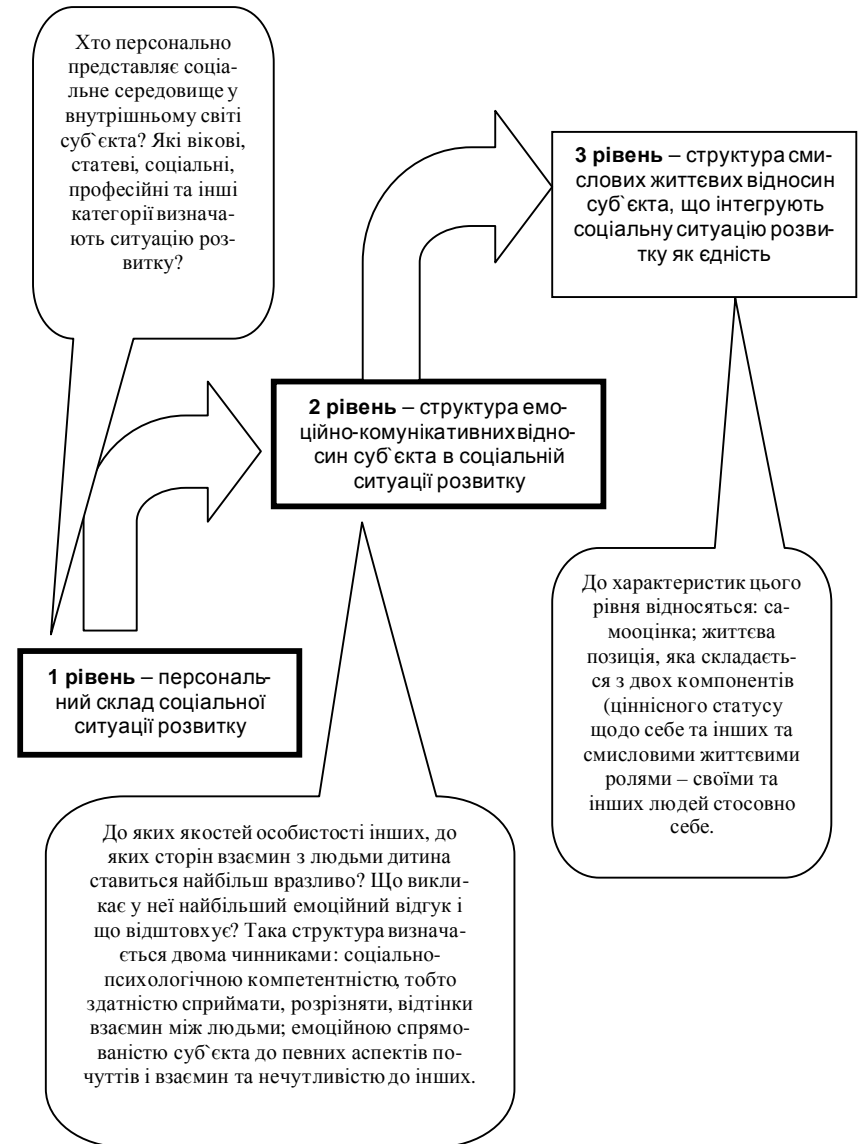 Хто персонально
представляє соціа-
льне середовище у
внутрішньому світі
суб`єкта? Які вікові,
статеві, соціальні,
професійні та інші
категорії визнача-
ють ситуацію роз-
витку?
3 рівень – структура сми-
слових життєвих відносин
суб`єкта, що інтегрують
соціальну ситуацію розви-
тку як єдність
2 рівень – структура емо-
ційно-комунікативних відно-
син суб`єкта в соціальній
ситуації розвитку
1 рівень – персональ-
ний склад соціальної
ситуації розвитку
До характеристик цього
рівня відносяться: са-
мооцінка; життєва
позиція, яка складаєть-
ся з двох компонентів
(ціннісного статусу
щодо себе та інших та
смисловими життєвими
ролями – своїми та
інших людей стосовно
себе.
До яких якостей особистості інших, до
яких сторін взаємин з людьми дитина
ставиться найбільш вразливо? Що викли-
кає у неї найбільший емоційний відгук і
що відштовхує? Така структура визнача-
ється двома чинниками: соціально-
психологічною компетентністю, тобто
здатністю сприймати, розрізняти, відтінки
взаємин між людьми; емоційною спрямо-
ваністю суб`єкта до певних аспектів по-
чуттів і взаємин та нечутливістю до інших.